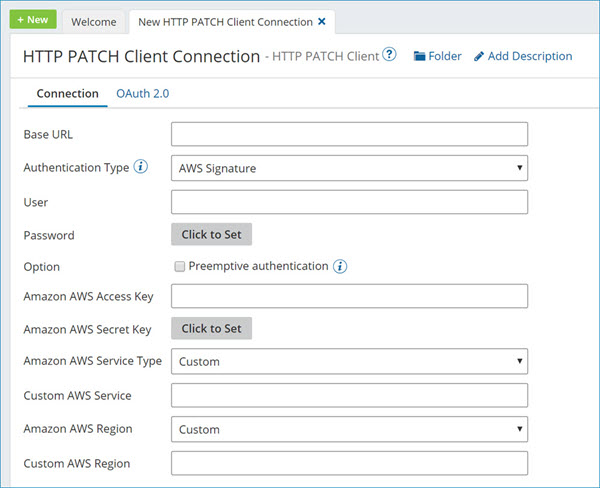 + New
Welcome
New HTTP PATCH Client Connection ×
HTTP PATCH Client Connection - HTTP PATCH Client ? Folder Add Description
Connection
OAuth 2.0
Base URL
Authentication Type i AWS Signature
User
Password Click to Set
Option Preemptive authentication i
Amazon AWS Access Key
Amazon AWS Secret Key Click to Set
Amazon AWS Service Type Custom
Custom AWS Service
Amazon AWS Region Custom
Custom AWS Region